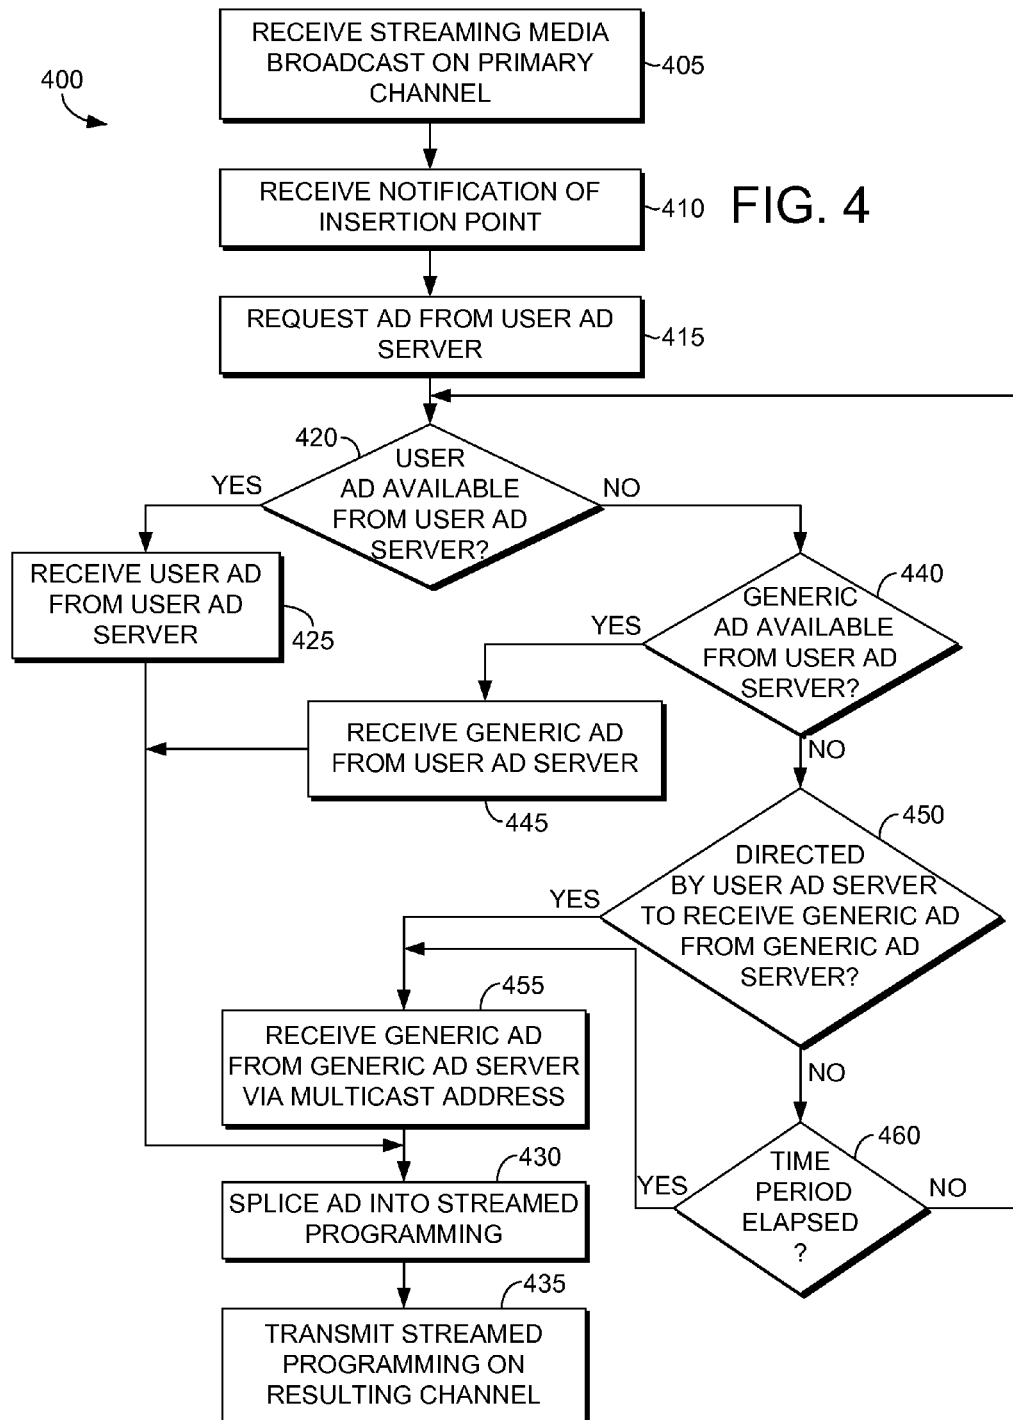 RECEIVE STREAMING MEDIA
BROADCAST ON PRIMARY
CHANNEL
405
400
RECEIVE NOTIFICATION OF
INSERTION POINT
410
FIG. 4
REQUEST AD FROM USER AD
SERVER
415
420
USER
AD AVAILABLE
FROM USER AD
SERVER?
YES
NO
RECEIVE USER AD
FROM USER AD
SERVER
425
440
GENERIC
AD AVAILABLE
FROM USER AD
SERVER?
YES
NO
RECEIVE GENERIC AD
FROM USER AD SERVER
445
450
DIRECTED
BY USER AD SERVER
TO RECEIVE GENERIC AD
FROM GENERIC AD
SERVER?
YES
NO
455
RECEIVE GENERIC AD
FROM GENERIC AD SERVER
VIA MULTICAST ADDRESS
460
TIME
PERIOD
ELAPSED
?
YES
NO
430
SPLICE AD INTO STREAMED
PROGRAMMING
435
TRANSMIT STREAMED
PROGRAMMING ON
RESULTING CHANNEL